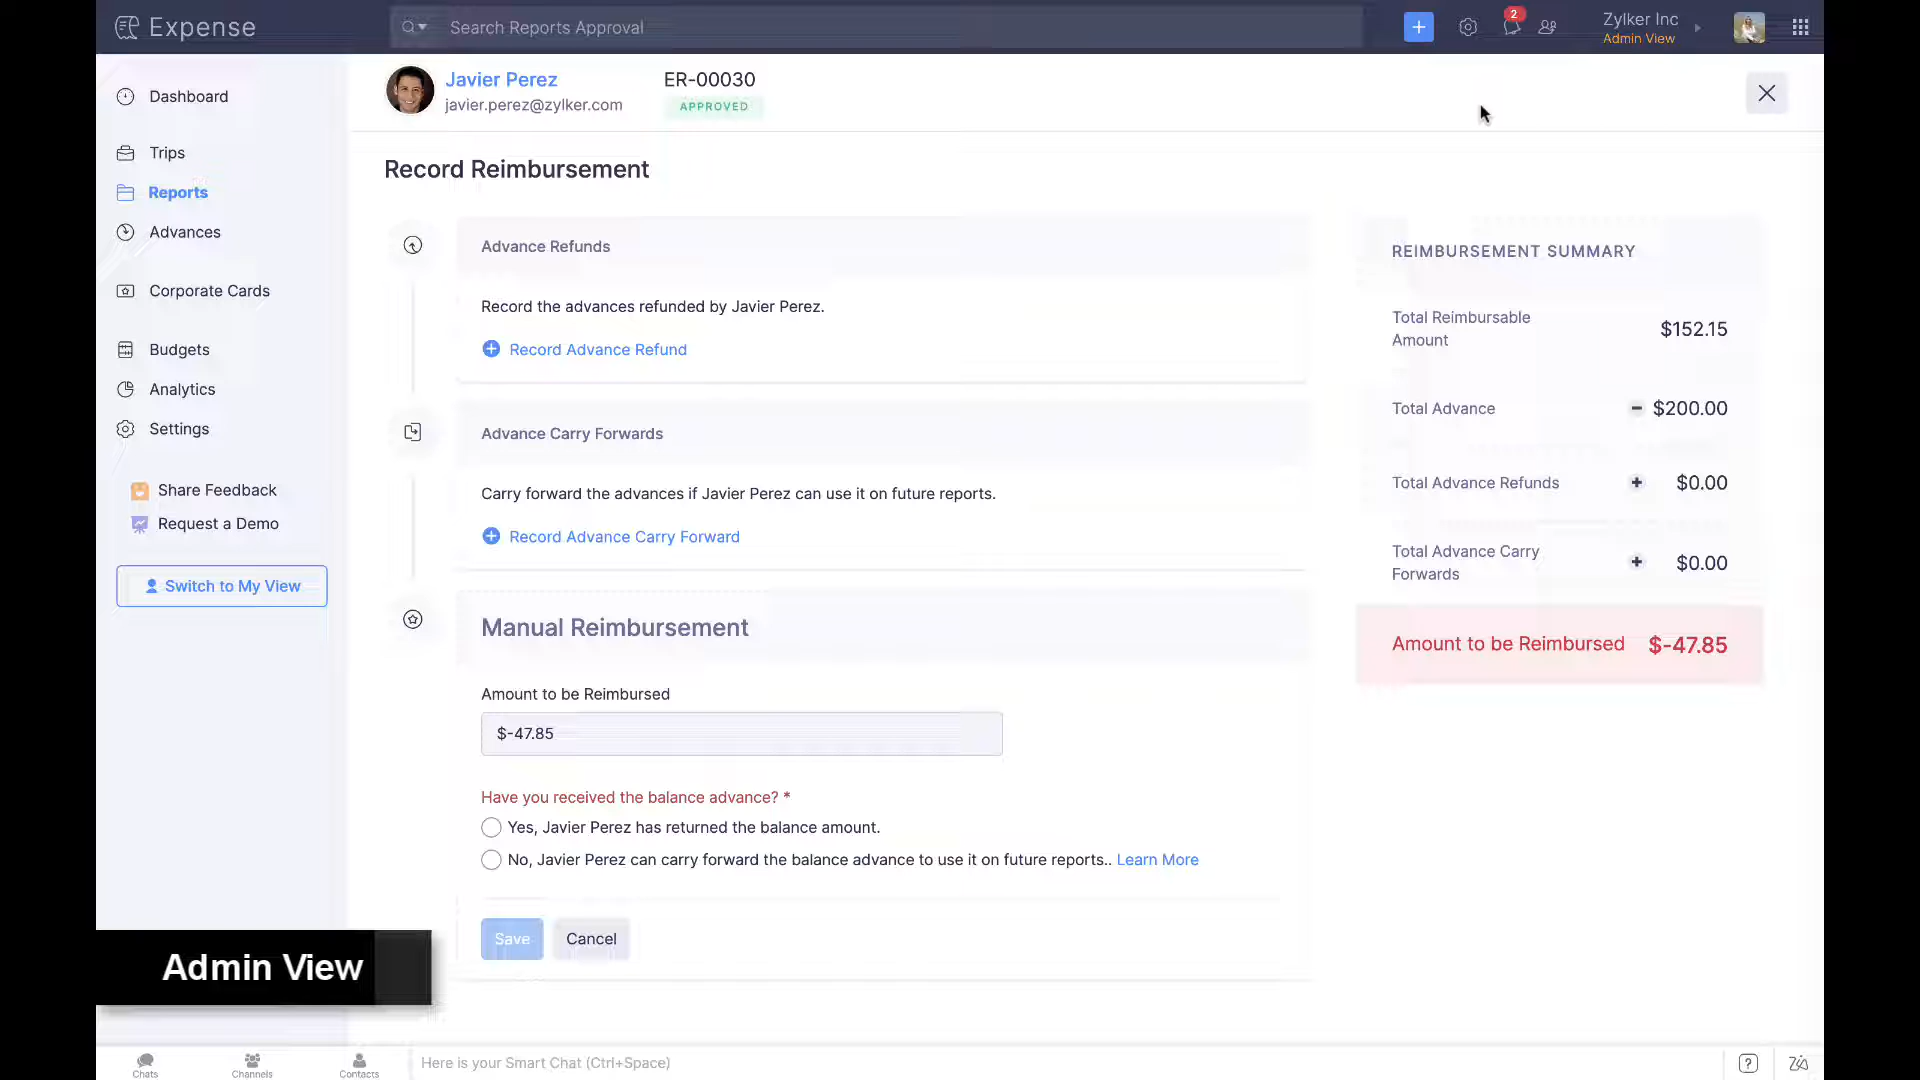 Expense
Search Reports Approval
2
Zylker Inc
Admin View
Dashboard
Trips
Reports
Advances
Corporate Cards
Budgets
Analytics
Settings
Share Feedback
Request a Demo
Switch to My View
Javier Perez
javier.perez@zylker.com
ER-00030
APPROVED
Record Reimbursement
Advance Refunds
Record the advances refunded by Javier Perez.
Record Advance Refund
Advance Carry Forwards
Carry forward the advances if Javier Perez can use it on future reports.
Record Advance Carry Forward
Manual Reimbursement
Amount to be Reimbursed
$-47.85
Have you received the balance advance? *
Yes, Javier Perez has returned the balance amount.
No, Javier Perez can carry forward the balance advance to use it on future reports.. Learn More
Save
Cancel
REIMBURSEMENT SUMMARY
Total Reimbursable
Amount
$152.15
Total Advance
- $200.00
Total Advance Refunds
+ $0.00
Total Advance Carry
Forwards
+ $0.00
Amount to be Reimbursed $-47.85
Admin View
Chats
Channels
Contacts
Here is your Smart Chat (Ctrl+Space)
?
Zia